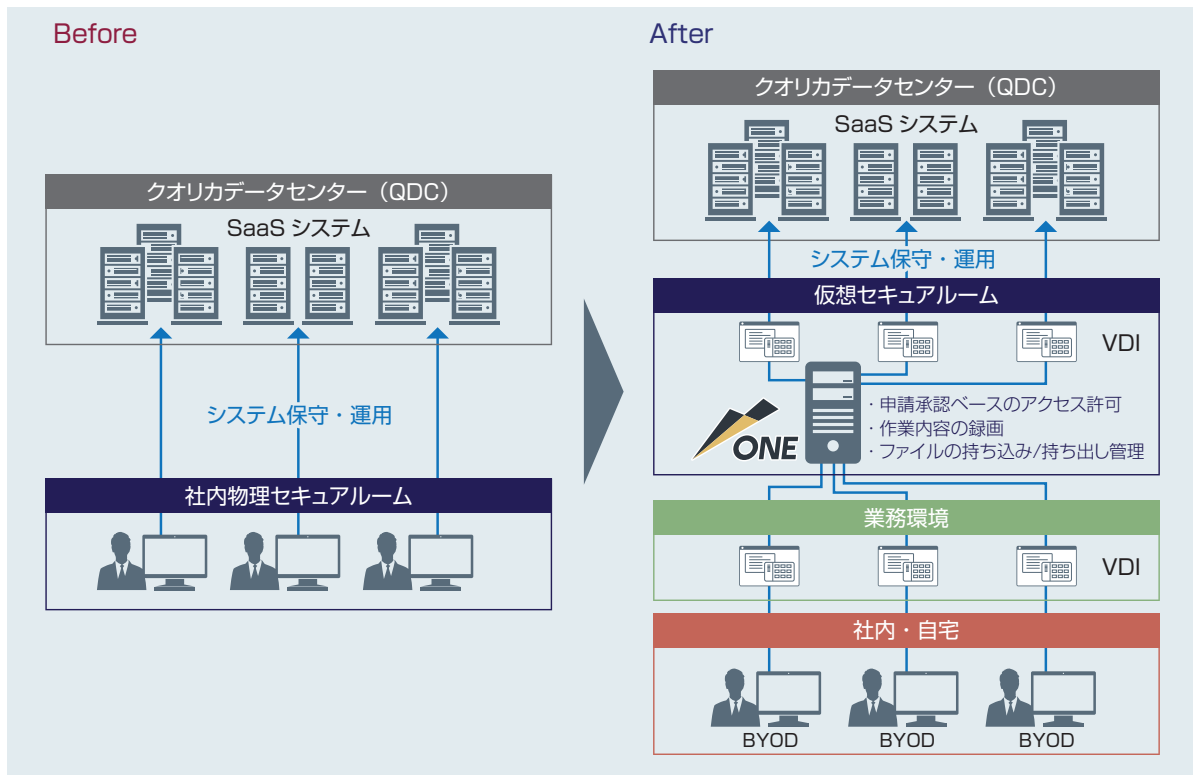 Before
クオリカデータセンター（QDC）
SaaS システム
システム保守・運用
社内物理セキュアルーム
After
クオリカデータセンター（QDC）
SaaS システム
システム保守・運用
仮想セキュアルーム
VDI
ONE
・申請承認ベースのアクセス許可
・作業内容の録画
・ファイルの持ち込み/持ち出し管理
業務環境
VDI
社内・自宅
BYOD
BYOD
BYOD